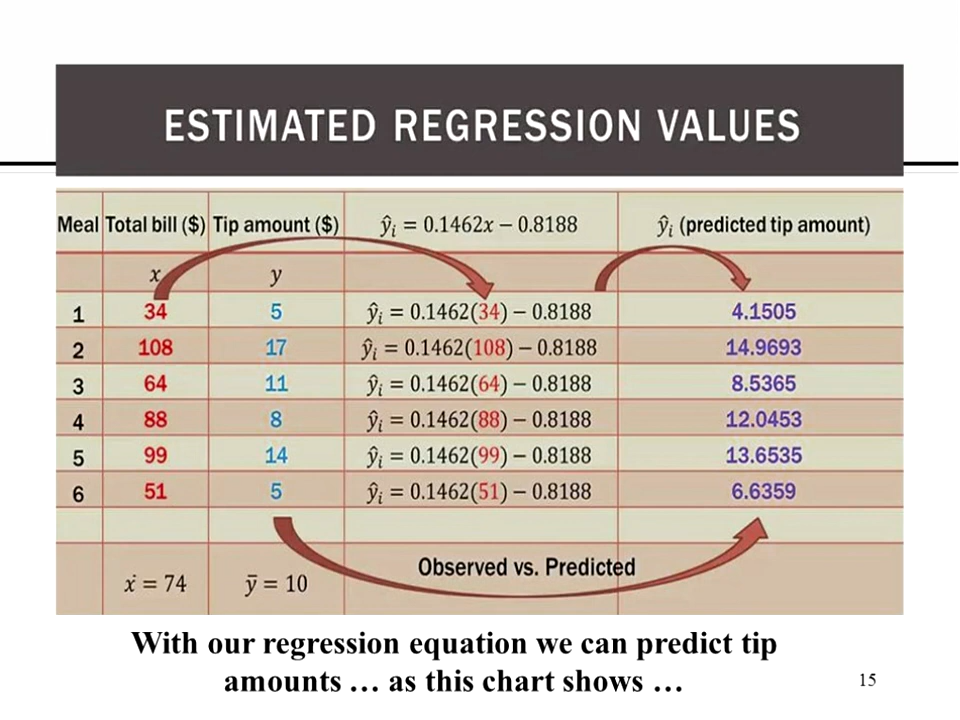 ESTIMATED REGRESSION VALUES
Meal Total bill ($) Tip amount ($) ŷᵢ = 0.1462x − 0.8188 ŷᵢ (predicted tip amount)
x y
1 34 5 ŷᵢ = 0.1462(34) − 0.8188 4.1505
2 108 17 ŷᵢ = 0.1462(108) − 0.8188 14.9693
3 64 11 ŷᵢ = 0.1462(64) − 0.8188 8.5365
4 88 8 ŷᵢ = 0.1462(88) − 0.8188 12.0453
5 99 14 ŷᵢ = 0.1462(99) − 0.8188 13.6535
6 51 5 ŷᵢ = 0.1462(51) − 0.8188 6.6359
Observed vs. Predicted
ẋ = 74 ȳ = 10
With our regression equation we can predict tip
amounts … as this chart shows …
15